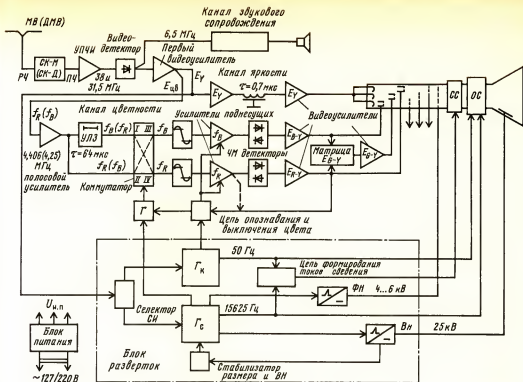 МВ (ДМВ)
Канал звукового
сопровождения
Видео-
детектор
6,5 МГц
Первый
видеоусилитель
УПЧИ
РЧ
СК-М
(СК-Д)
ПЧ
38 и
31,5 МГц
Eц,в
EY
Канал яркости
EY
τ=0,7 мкс
EY
СС
ОС
Канал цветности
Усилители поднесущих
Видеоусилители
fR(fB)
УЛЗ
fB(fR)
I III
fB
fB
EB-Y
Матрица
EG-Y
EG-Y
4,406(4,25)
МГц
полосовой
усилитель
τ=64 мкс
fR(fB)
ЧМ детекторы
II IV
fR
fR
ER-Y
Коммутатор
Г
Цепь опознавания и
выключения цвета
50 Гц
Гк
Цепь формирования
токов сведения
Селектор
СИ
Гс
15625 Гц
ФН
4...6 кВ
Вн
25 кВ
Uи.п
Блок
питания
~127/220 В
Блок
разверток
Стабилизатор
размера и ВН